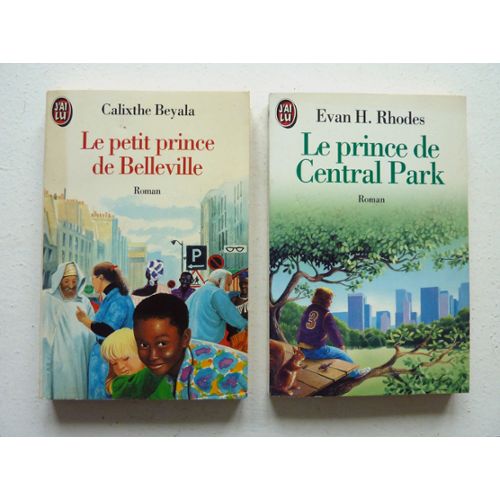 J'AI
LU
Calixthe Beyala
Le petit prince
de Belleville
Roman
P
J'AI
LU
Evan H. Rhodes
Le prince de
Central Park
Roman
3